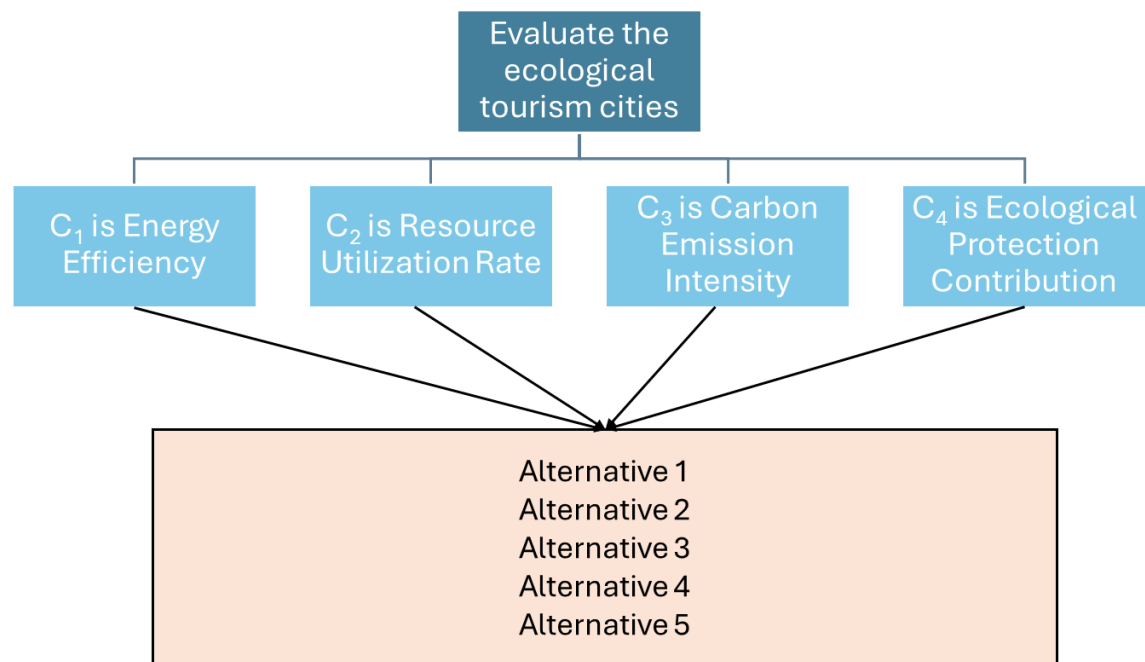 Evaluate the
ecological
tourism cities
C₁ is Energy
Efficiency
C₂ is Resource
Utilization Rate
C₃ is Carbon
Emission
Intensity
C₄ is Ecological
Protection
Contribution
Alternative 1
Alternative 2
Alternative 3
Alternative 4
Alternative 5